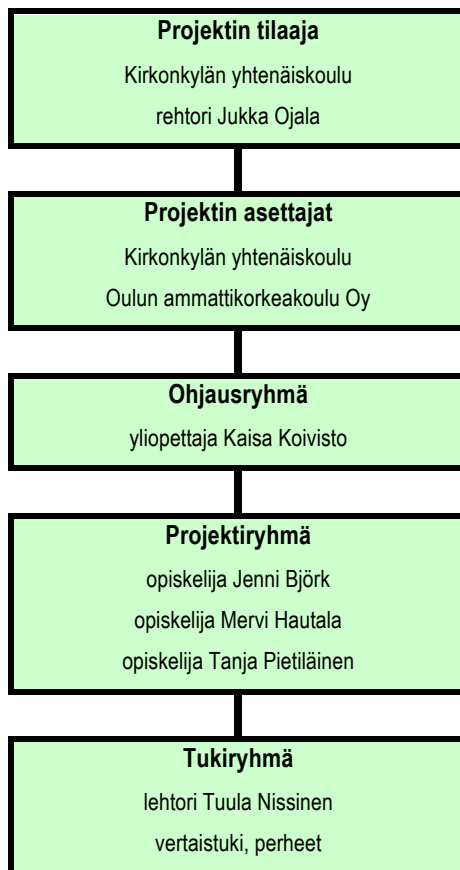 Projektin tilaaja
Kirkonkylän yhtenäiskoulu
rehtori Jukka Ojala
Projektin asettajat
Kirkonkylän yhtenäiskoulu
Oulun ammattikorkeakoulu Oy
Ohjausryhmä
yliopettaja Kaisa Koivisto
Projektiryhmä
opiskelija Jenni Björk
opiskelija Mervi Hautala
opiskelija Tanja Pietiläinen
Tukiryhmä
lehtori Tuula Nissinen
vertaistuki, perheet